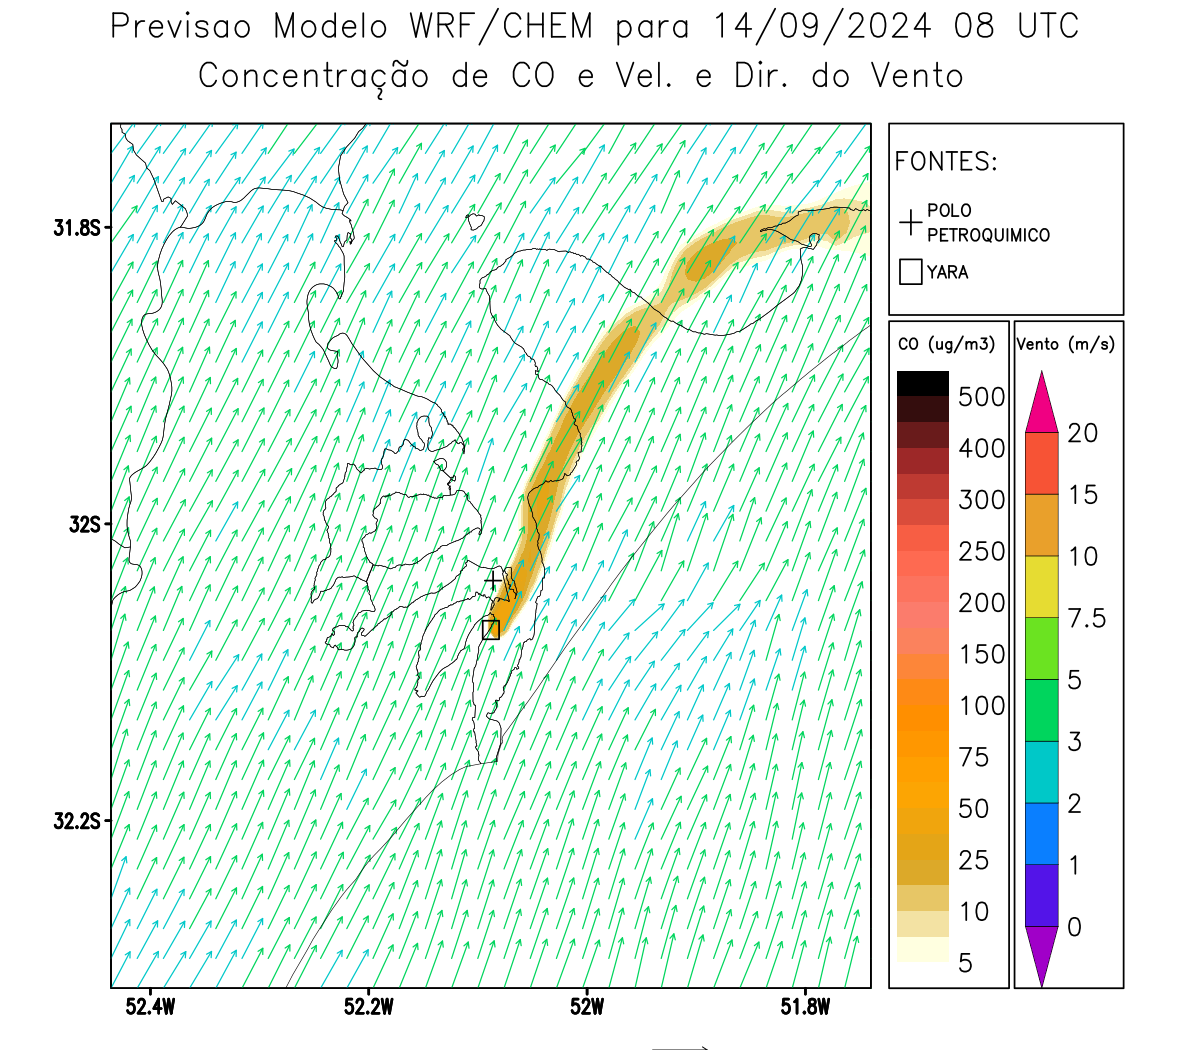 Previsao Modelo WRF/CHEM para 14/09/2024 08 UTC
Concentração de CO e Vel. e Dir. do Vento
FONTES:
POLO
PETROQUIMICO
YARA
CO (ug/m3)
500
400
300
250
200
150
100
75
50
25
10
5
Vento (m/s)
20
15
10
7.5
5
3
2
1
0
31.8S
32S
32.2S
52.4W
52.2W
52W
51.8W